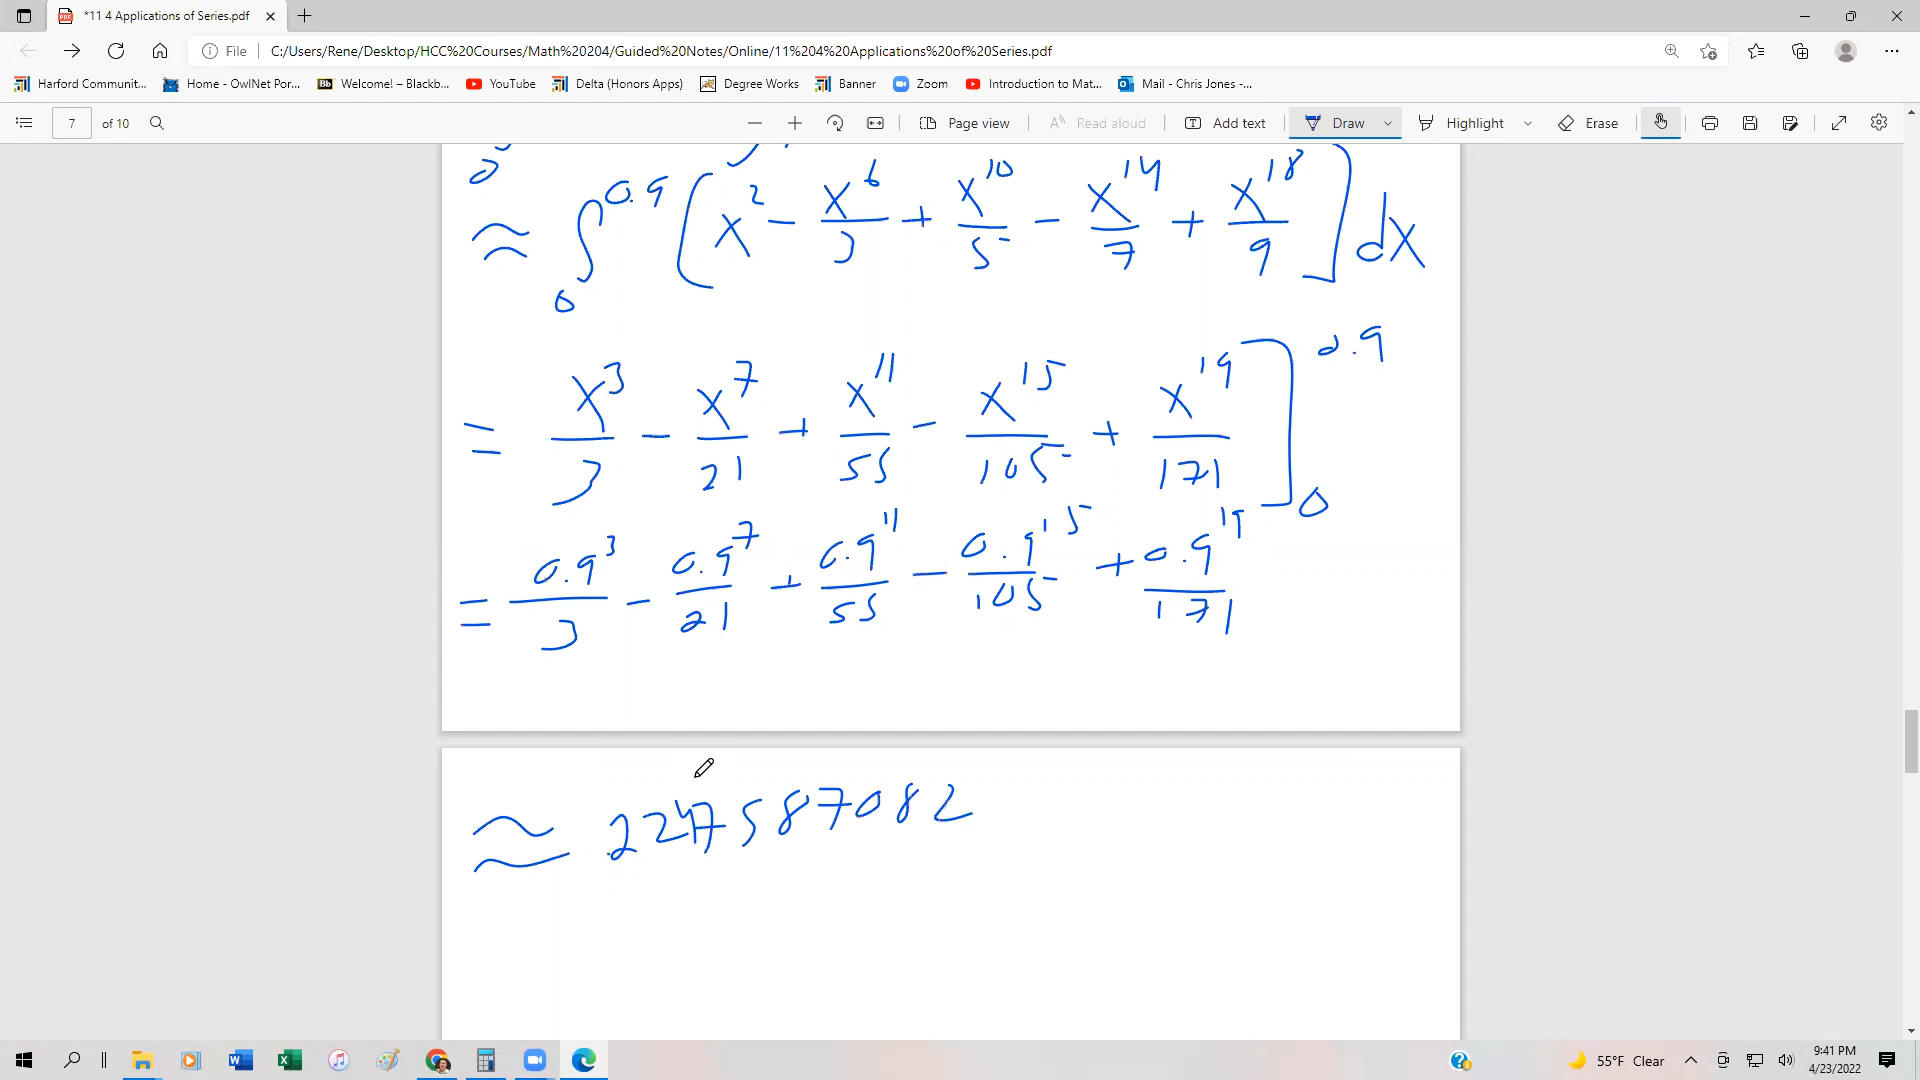 *11 4 Applications of Series.pdf
File C:/Users/Rene/Desktop/HCC%20Courses/Math%20204/Guided%20Notes/Online/11%204%20Applications%20of%20Series.pdf
Harford Communit... Home - OwlNet Por... Bb Welcome! – Blackb... YouTube Delta (Honors Apps) Degree Works Banner Zoom Introduction to Mat... Mail - Chris Jones -...
7 of 10 Page view Read aloud Add text Draw Highlight Erase
≈ ∫₀^0.9 [x² − x⁶/3 + x¹⁰/5 − x¹⁴/7 + x¹⁸/9] dx
= x³/3 − x⁷/21 + x¹¹/55 − x¹⁵/105 + x¹⁹/171 ]₀^0.9
= 0.9³/3 − 0.9⁷/21 + 0.9¹¹/55 − 0.9¹⁵/105 + 0.9¹⁹/171
≈ .2247587082
55°F Clear 9:41 PM
4/23/2022